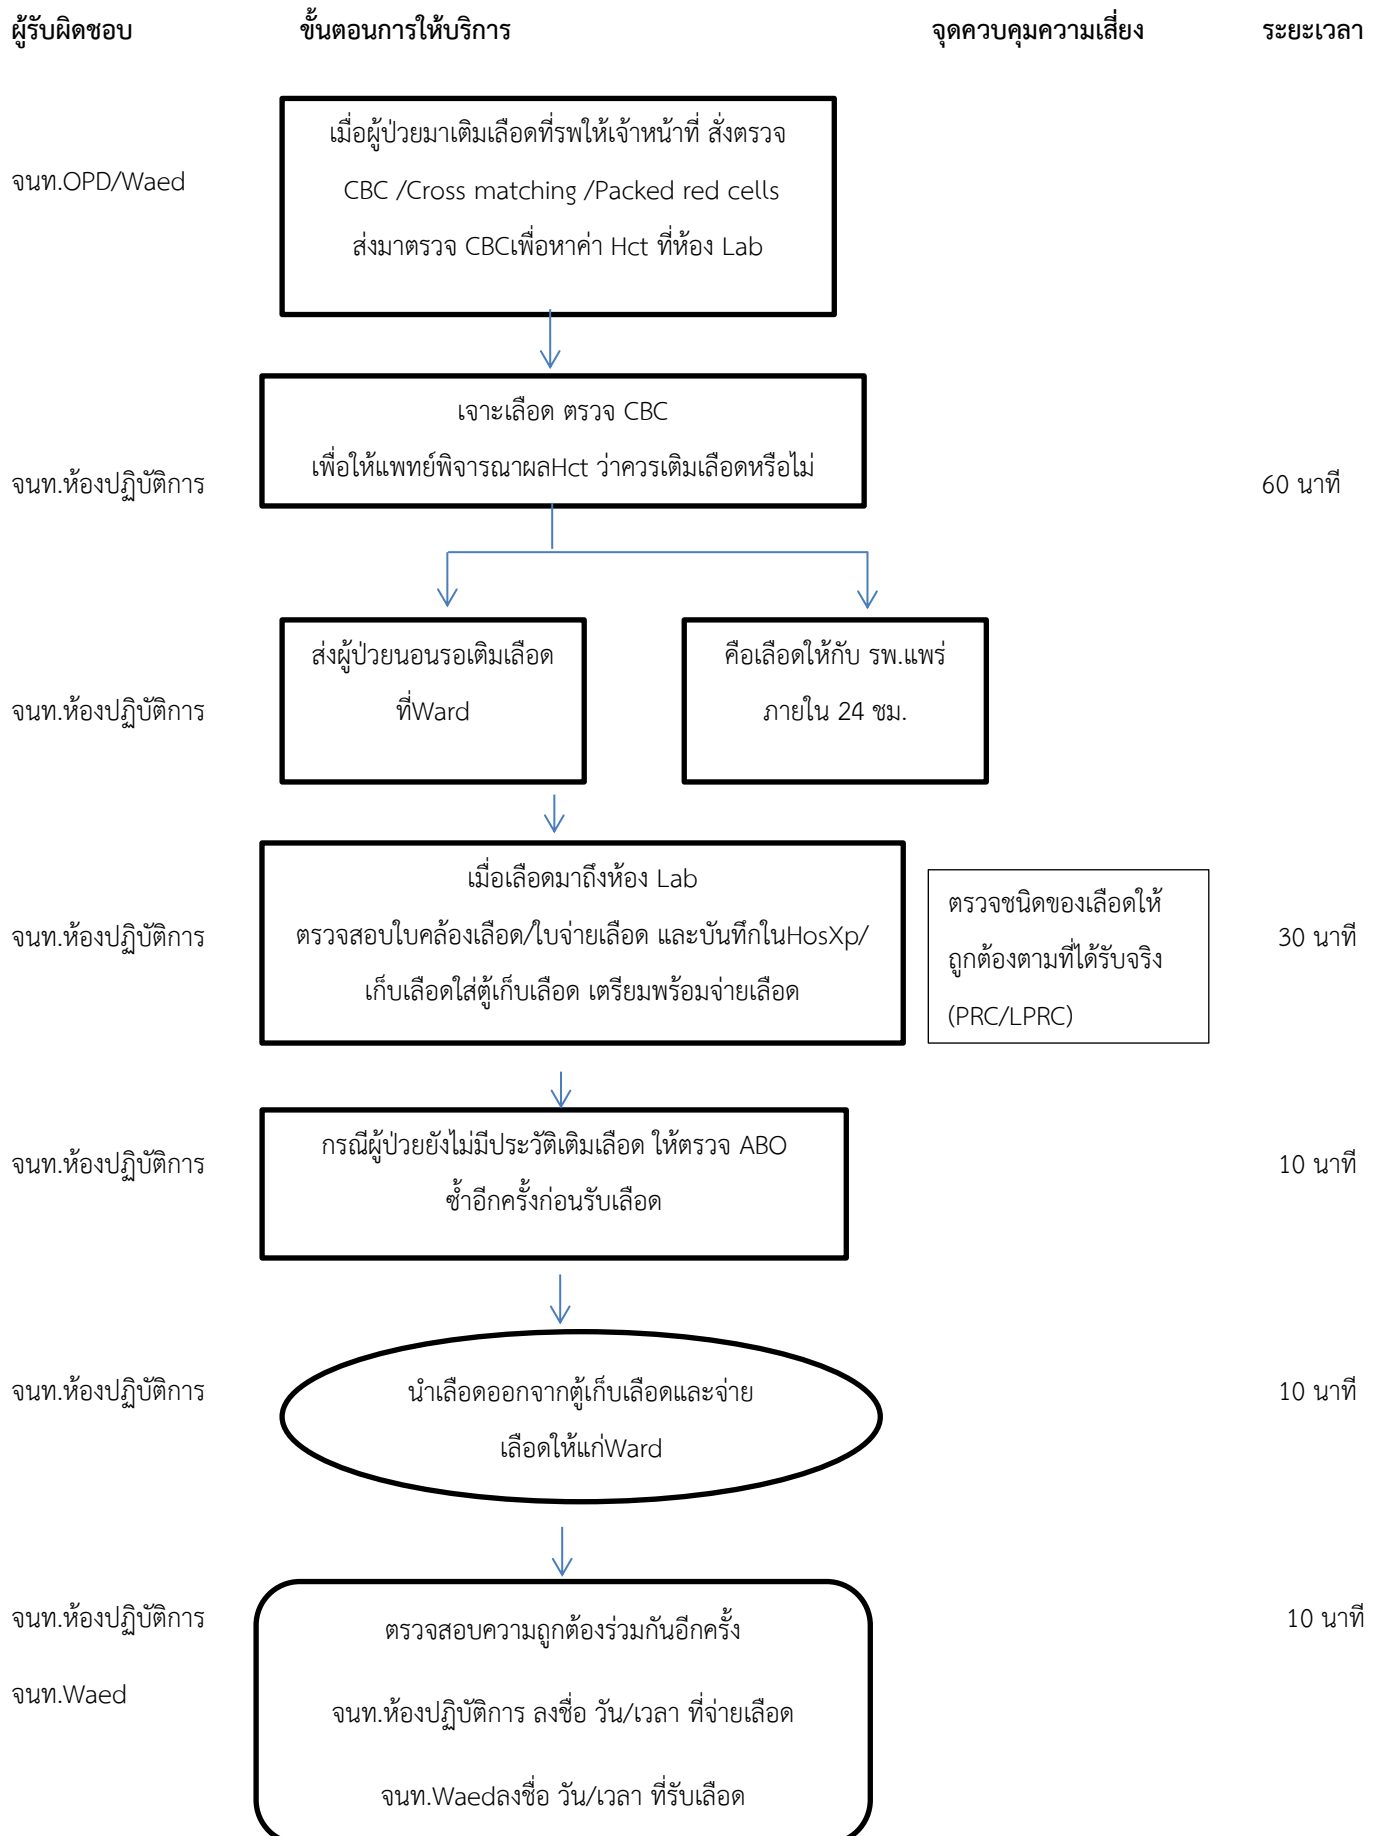 ผู้รับผิดชอบ ขั้นตอนการให้บริการ จุดควบคุมความเสี่ยง ระยะเวลา
เมื่อผู้ป่วยมาเติมเลือดที่รพให้เจ้าหน้าที่ สั่งตรวจ
จนท.OPD/Waed
CBC /Cross matching /Packed red cells
ส่งมาตรวจ CBCเพื่อหาค่า Hct ที่ห้อง Lab
เจาะเลือด ตรวจ CBC
เพื่อให้แพทย์พิจารณาผลHct ว่าควรเติมเลือดหรือไม่
จนท.ห้องปฏิบัติการ 60 นาที
ส่งผู้ป่วยนอนรอเติมเลือด
ที่Ward
คือเลือดให้กับ รพ.แพร่
ภายใน 24 ชม.
จนท.ห้องปฏิบัติการ
เมื่อเลือดมาถึงห้อง Lab
ตรวจสอบใบคล้องเลือด/ใบจ่ายเลือด และบันทึกในHosXp/
เก็บเลือดใส่ตู้เก็บเลือด เตรียมพร้อมจ่ายเลือด
จนท.ห้องปฏิบัติการ
ตรวจชนิดของเลือดให้
ถูกต้องตามที่ได้รับจริง
(PRC/LPRC)
30 นาที
กรณีผู้ป่วยยังไม่มีประวัติเติมเลือด ให้ตรวจ ABO
ซ้ำอีกครั้งก่อนรับเลือด
จนท.ห้องปฏิบัติการ 10 นาที
นำเลือดออกจากตู้เก็บเลือดและจ่าย
เลือดให้แก่Ward
จนท.ห้องปฏิบัติการ 10 นาที
จนท.ห้องปฏิบัติการ ตรวจสอบความถูกต้องร่วมกันอีกครั้ง 10 นาที
จนท.Waed
จนท.ห้องปฏิบัติการ ลงชื่อ วัน/เวลา ที่จ่ายเลือด
จนท.Waedลงชื่อ วัน/เวลา ที่รับเลือด